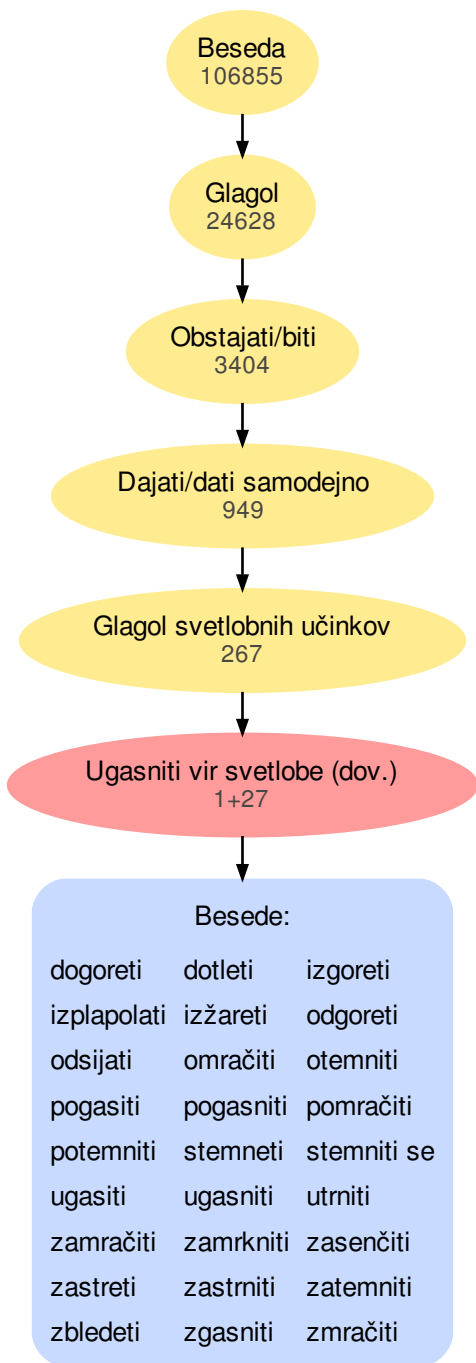 Beseda
106855
Glagol
24628
Obstajati/biti
3404
Dajati/dati samodejno
949
Glagol svetlobnih učinkov
267
Ugasniti vir svetlobe (dov.)
1+27
Besede:
dogoreti dotleti izgoreti
izplapolati izžareti odgoreti
odsijati omračiti otemniti
pogasiti pogasniti pomračiti
potemniti stemneti stemniti se
ugasiti ugasniti utrniti
zamračiti zamrkniti zasenčiti
zastreti zastrniti zatemniti
zbledeti zgasniti zmračiti